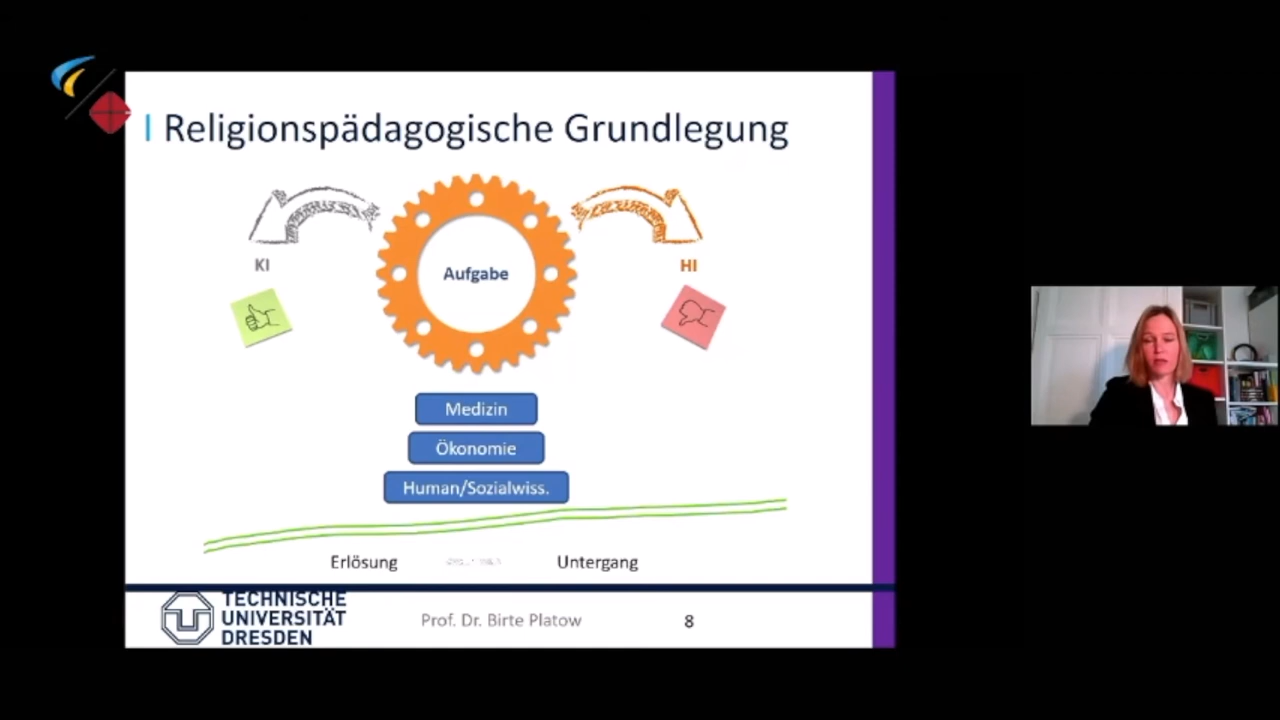 Religionspädagogische Grundlegung
KI
Aufgabe
HI
Medizin
Ökonomie
Human/Sozialwiss.
Erlösung
Untergang
TECHNISCHE
UNIVERSITÄT
DRESDEN
Prof. Dr. Birte Platow
8